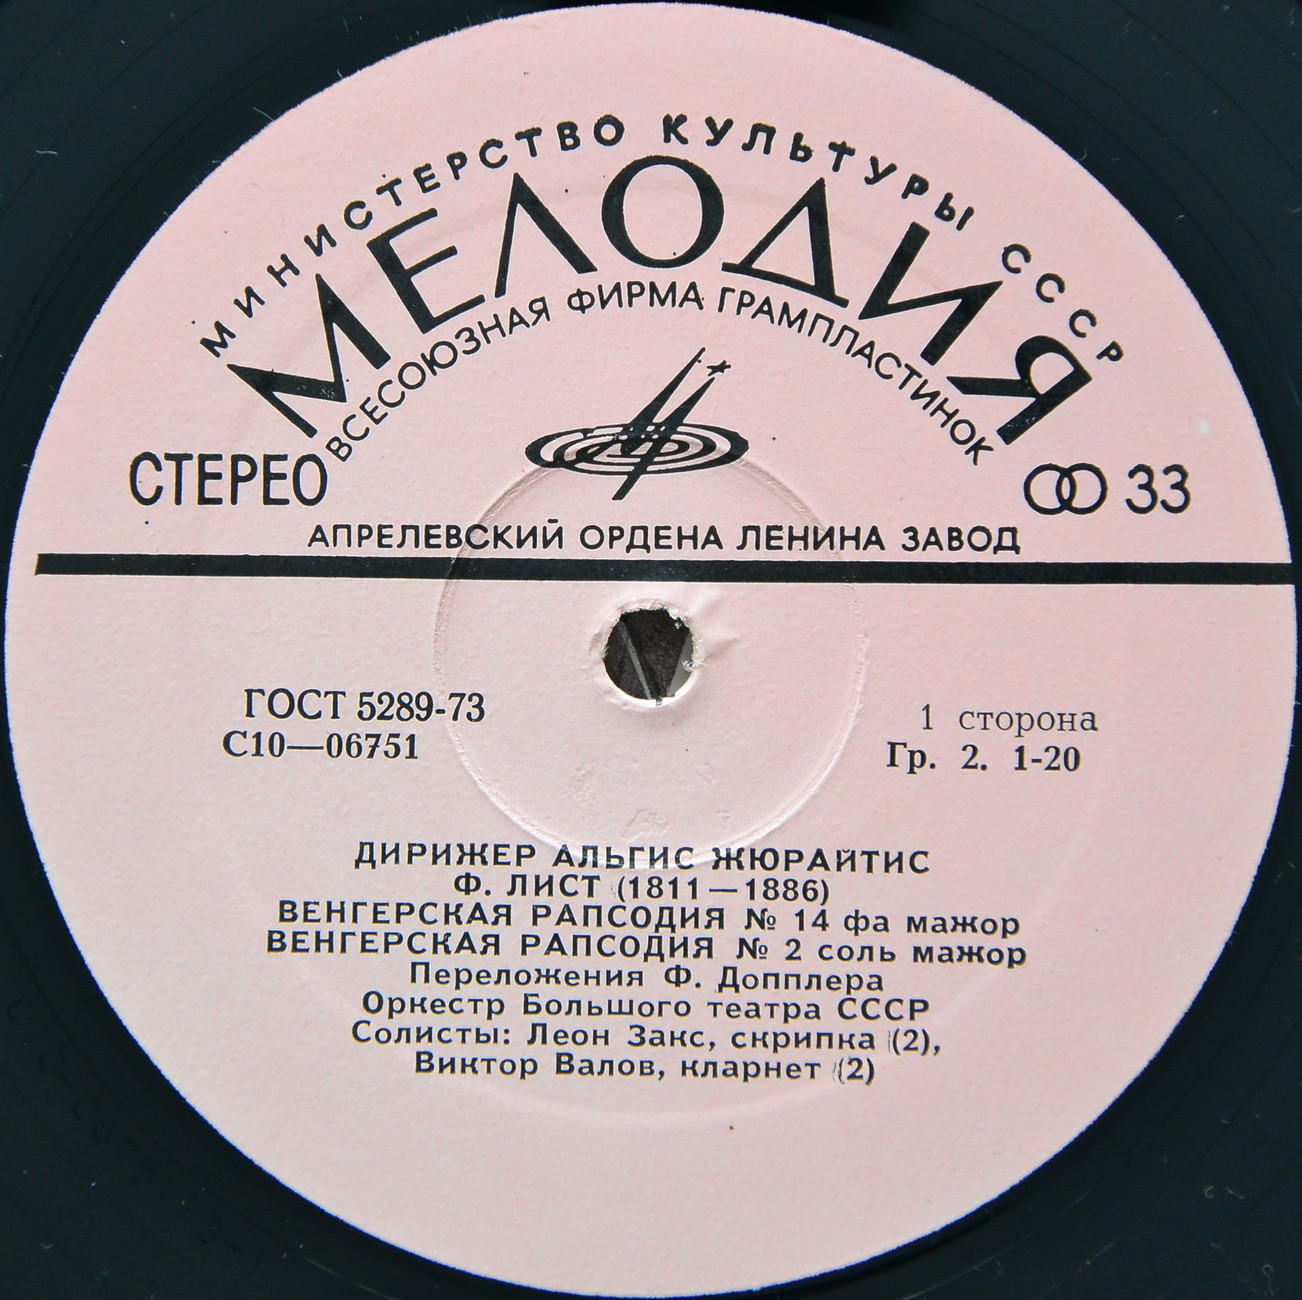 МИНИСТЕРСТВО КУЛЬТУРЫ СССР
МЕЛОДИЯ
ВСЕСОЮЗНАЯ ФИРМА ГРАМПЛАСТИНОК
СТЕРЕО
33
АПРЕЛЕВСКИЙ ОРДЕНА ЛЕНИНА ЗАВОД
ГОСТ 5289-73
С10—06751
1 сторона
Гр. 2. 1-20
ДИРИЖЕР АЛЬГИС ЖЮРАЙТИС
Ф. ЛИСТ (1811—1886)
ВЕНГЕРСКАЯ РАПСОДИЯ № 14 фа мажор
ВЕНГЕРСКАЯ РАПСОДИЯ № 2 соль мажор
Переложения Ф. Допплера
Оркестр Большого театра СССР
Солисты: Леон Закс, скрипка (2),
Виктор Валов, кларнет (2)